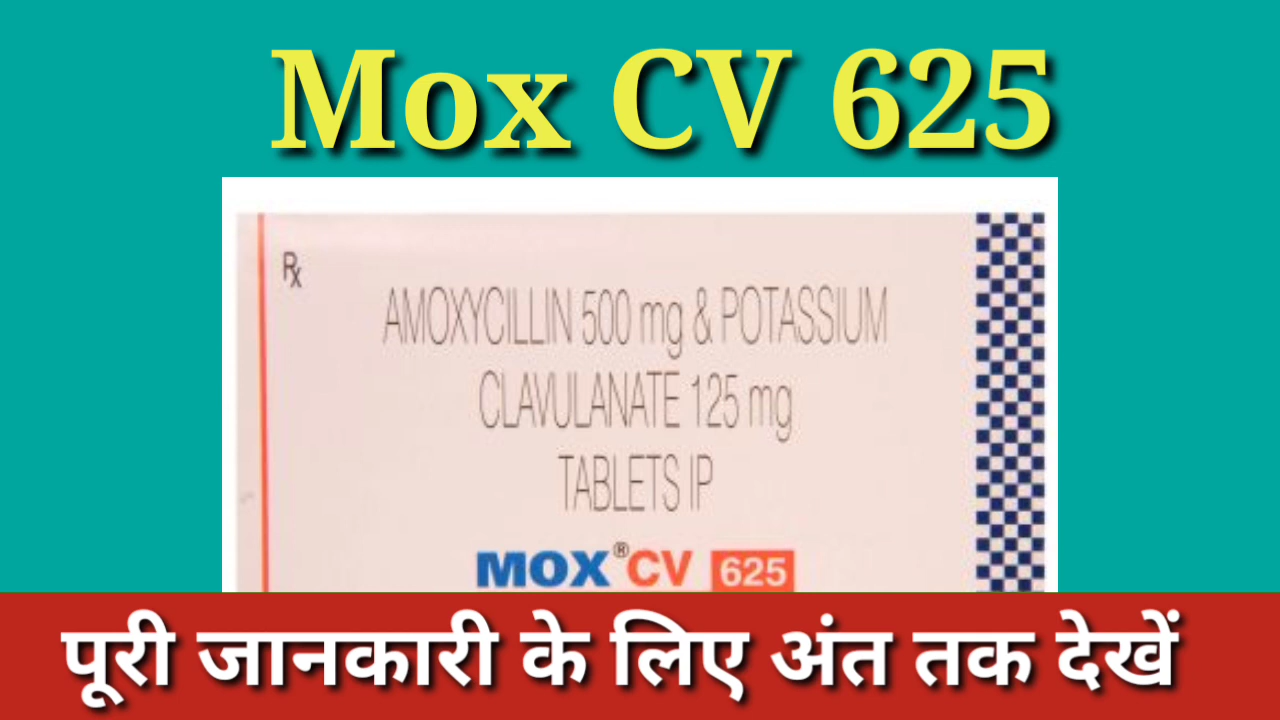 Mox CV 625
Rx
AMOXYCILLIN 500 mg & POTASSIUM
CLAVULANATE 125 mg
TABLETS IP
MOX®CV 625
पूरी जानकारी के लिए अंत तक देखें